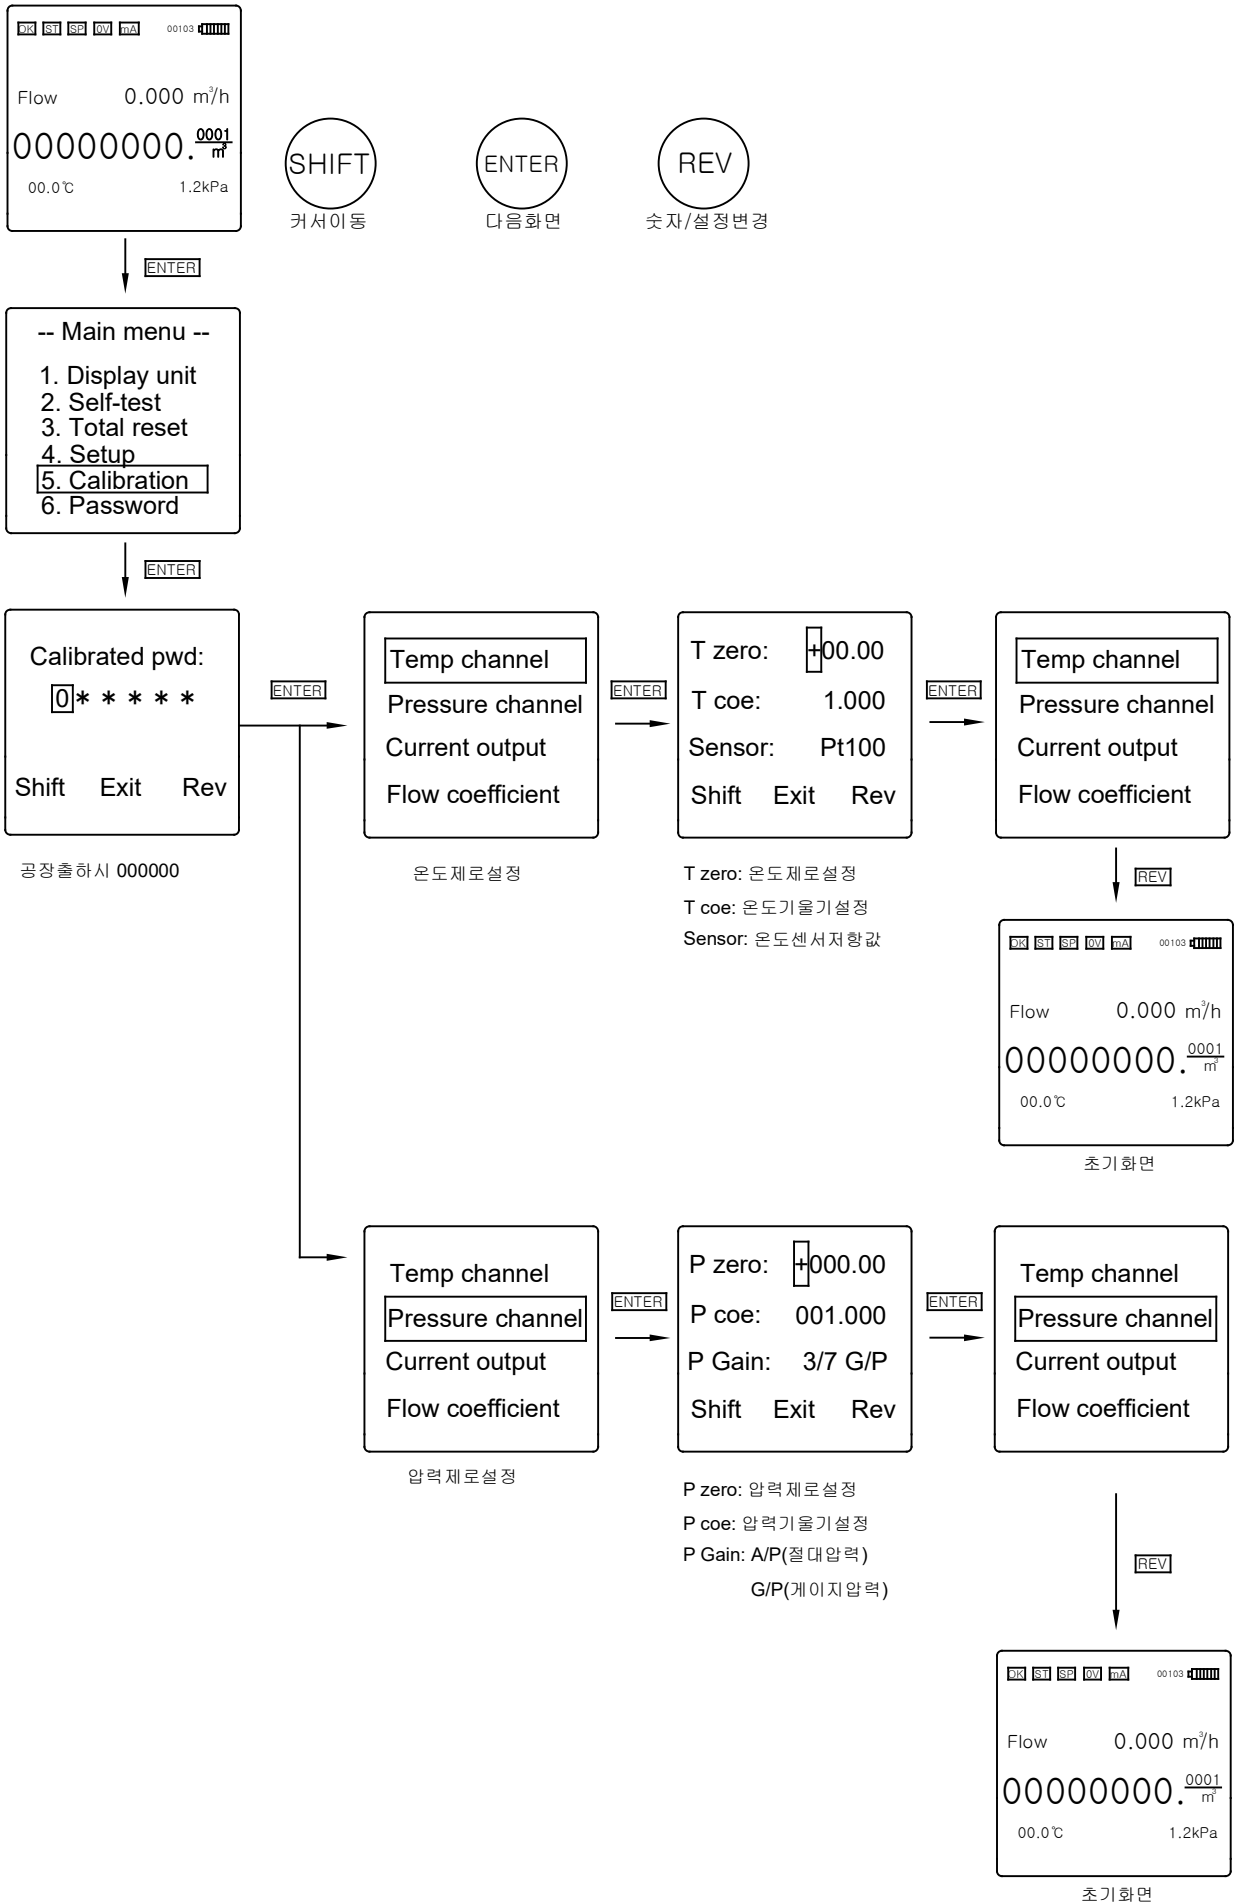 OK ST SP 0V mA 00103
Flow 0.000 m³/h
00000000. 0001 m³
00.0℃ 1.2kPa
SHIFT
커서이동
ENTER
다음화면
REV
숫자/설정변경
ENTER
-- Main menu --
1. Display unit
2. Self-test
3. Total reset
4. Setup
5. Calibration
6. Password
ENTER
Calibrated pwd:
0* * * * *
Shift Exit Rev
공장출하시 000000
ENTER
Temp channel
Pressure channel
Current output
Flow coefficient
온도제로설정
ENTER
T zero: +00.00
T coe: 1.000
Sensor: Pt100
Shift Exit Rev
T zero: 온도제로설정
T coe: 온도기울기설정
Sensor: 온도센서저항값
ENTER
Temp channel
Pressure channel
Current output
Flow coefficient
REV
OK ST SP 0V mA 00103
Flow 0.000 m³/h
00000000. 0001 m³
00.0℃ 1.2kPa
초기화면
Temp channel
Pressure channel
Current output
Flow coefficient
압력제로설정
ENTER
P zero: +000.00
P coe: 001.000
P Gain: 3/7 G/P
Shift Exit Rev
P zero: 압력제로설정
P coe: 압력기울기설정
P Gain: A/P(절대압력)
G/P(게이지압력)
ENTER
Temp channel
Pressure channel
Current output
Flow coefficient
REV
OK ST SP 0V mA 00103
Flow 0.000 m³/h
00000000. 0001 m³
00.0℃ 1.2kPa
초기화면